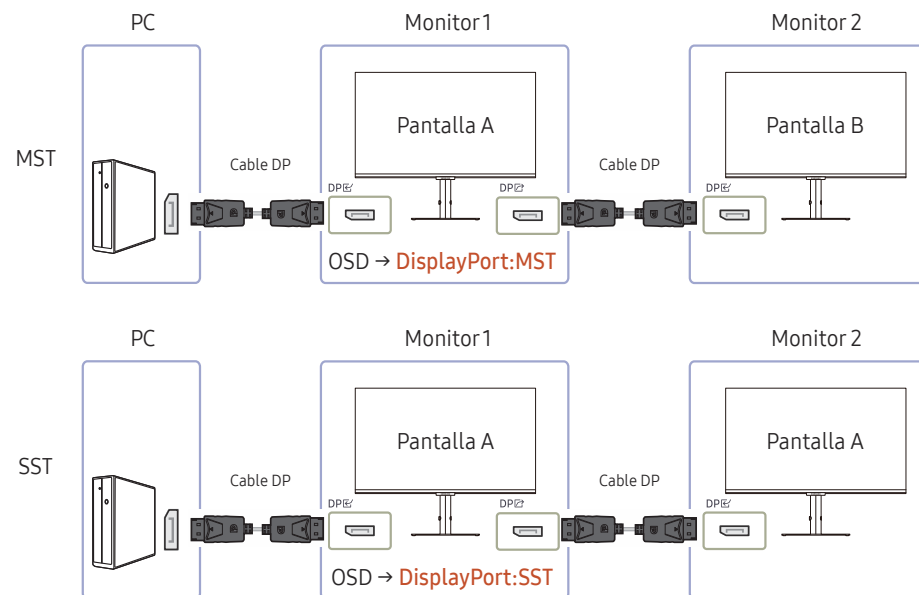 PC Monitor 1 Monitor 2
Pantalla A Pantalla B
MST
Cable DP Cable DP
DP DP DP
OSD → DisplayPort:MST
PC Monitor 1 Monitor 2
Pantalla A Pantalla A
SST
Cable DP Cable DP
DP DP DP
OSD → DisplayPort:SST